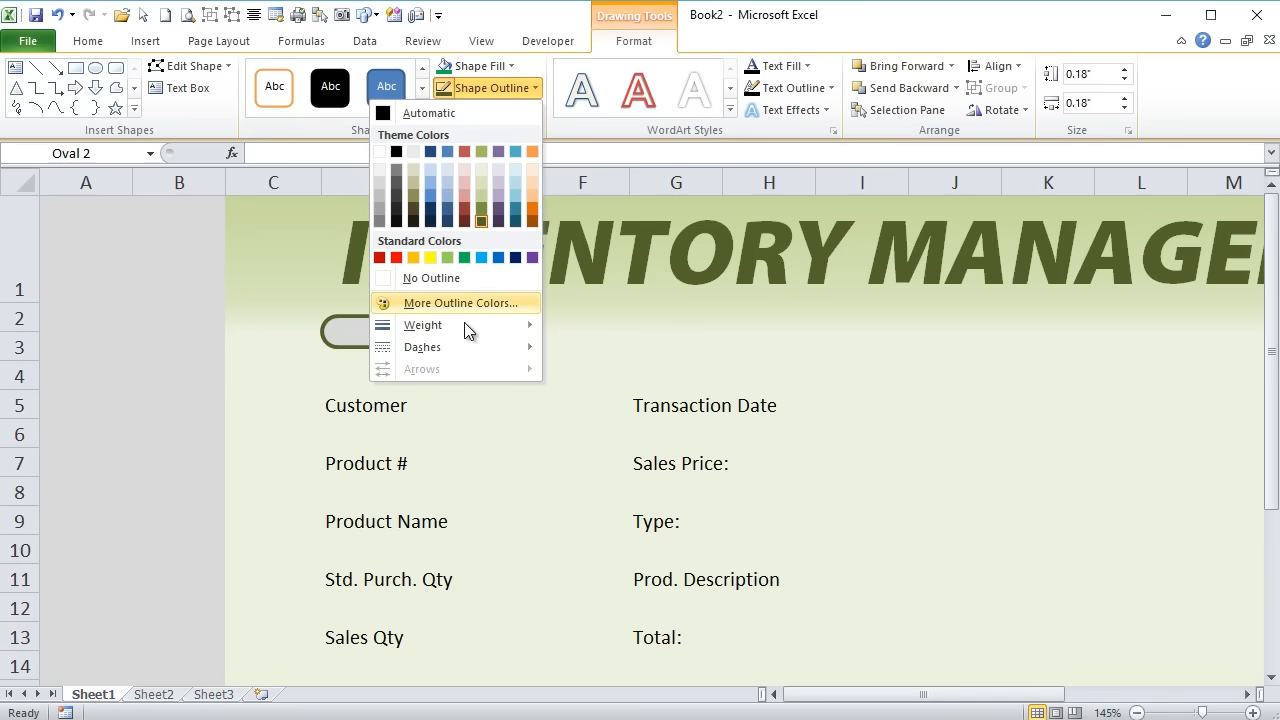 Drawing Tools
Book2 - Microsoft Excel
File Home Insert Page Layout Formulas Data Review View Developer Format
Edit Shape
Text Box
Insert Shapes
Abc Abc Abc
Shape Fill
Shape Outline
Sha
Text Fill
Text Outline
Text Effects
WordArt Styles
Bring Forward
Send Backward
Selection Pane
Align
Group
Rotate
Arrange
0.18"
0.18"
Size
Automatic
Theme Colors
Standard Colors
No Outline
More Outline Colors...
Weight
Dashes
Arrows
Oval 2
fx
A B C F G H I J K L M
1
2
3
4
5
6
7
8
9
10
11
12
13
14
ENTORY MANAGE
Customer Transaction Date
Product # Sales Price:
Product Name Type:
Std. Purch. Qty Prod. Description
Sales Qty Total:
Sheet1 Sheet2 Sheet3
Ready
145%